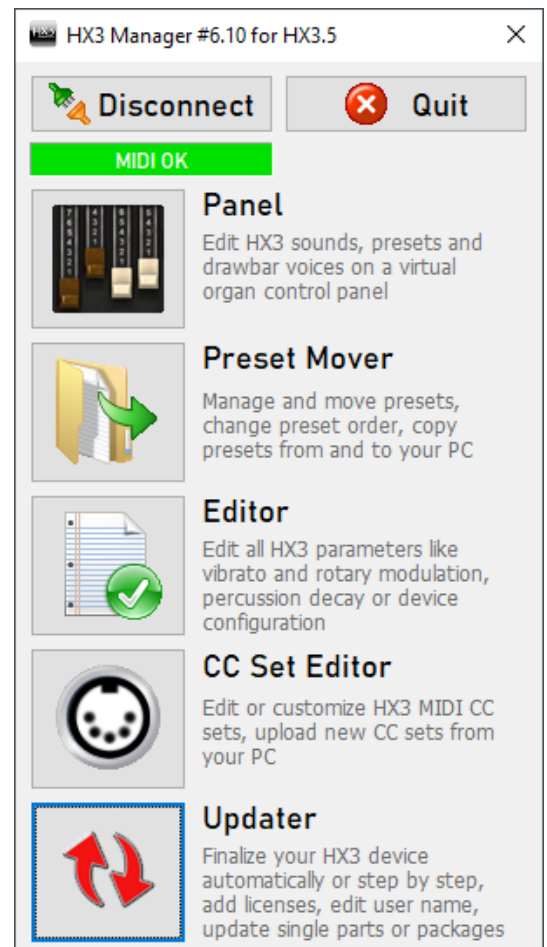 HX3 Manager #6.10 for HX3.5
Disconnect
Quit
MIDI OK
Panel
Edit HX3 sounds, presets and
drawbar voices on a virtual
organ control panel
Preset Mover
Manage and move presets,
change preset order, copy
presets from and to your PC
Editor
Edit all HX3 parameters like
vibrato and rotary modulation,
percussion decay or device
configuration
CC Set Editor
Edit or customize HX3 MIDI CC
sets, upload new CC sets from
your PC
Updater
Finalize your HX3 device
automatically or step by step,
add licenses, edit user name,
update single parts or packages